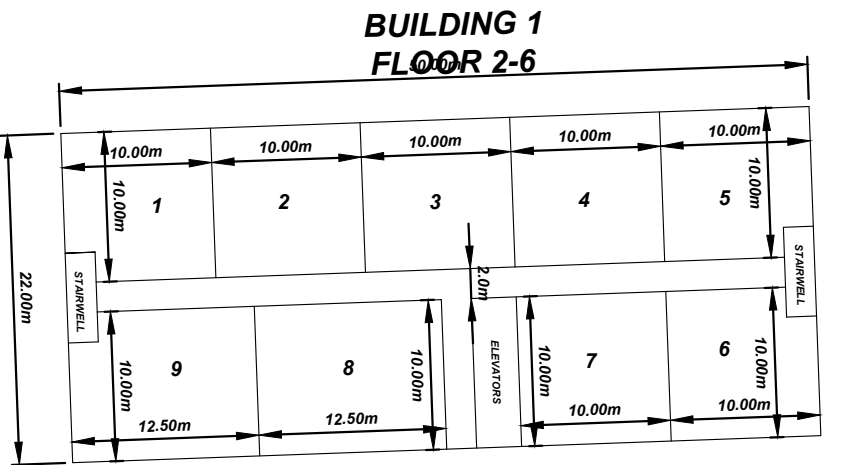 BUILDING 1
FLOOR 2-6
50.00m
10.00m 10.00m 10.00m 10.00m 10.00m
10.00m 10.00m
1 2 3 4 5
22.00m
STAIRWELL
STAIRWELL
2.0m
9 8 7 6
10.00m 10.00m 10.00m 10.00m
ELEVATORS
12.50m 12.50m 10.00m 10.00m